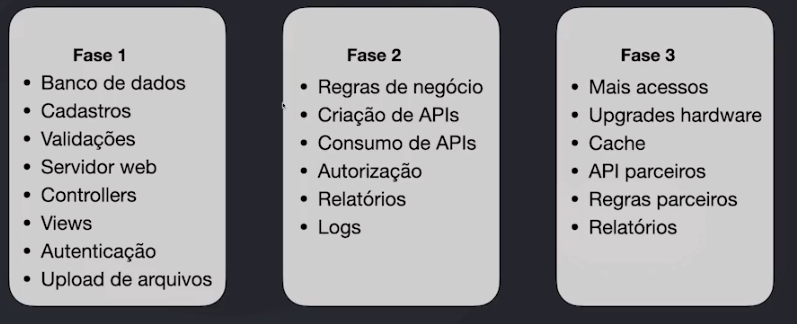 Fase 1
• Banco de dados
• Cadastros
• Validações
• Servidor web
• Controllers
• Views
• Autenticação
• Upload de arquivos
Fase 2
• Regras de negócio
• Criação de APIs
• Consumo de APIs
• Autorização
• Relatórios
• Logs
Fase 3
• Mais acessos
• Upgrades hardware
• Cache
• API parceiros
• Regras parceiros
• Relatórios